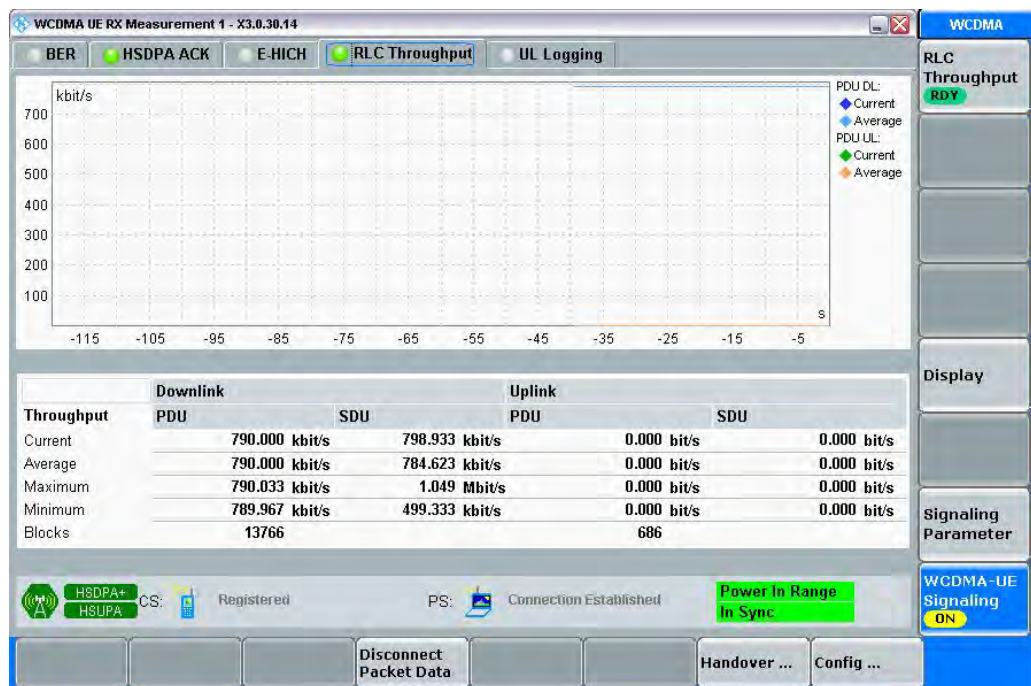 WCDMA UE RX Measurement 1 - X3.0.30.14
WCDMA
BER HSDPA ACK E-HICH RLC Throughput UL Logging
RLC
Throughput
RDY
kbit/s
700
600
500
400
300
200
100
s
-115 -105 -95 -85 -75 -65 -55 -45 -35 -25 -15 -5
PDU DL:
Current
Average
PDU UL:
Current
Average
Display
Downlink Uplink
Throughput PDU SDU PDU SDU
Current 790.000 kbit/s 798.933 kbit/s 0.000 bit/s 0.000 bit/s
Average 790.000 kbit/s 784.623 kbit/s 0.000 bit/s 0.000 bit/s
Maximum 790.033 kbit/s 1.049 Mbit/s 0.000 bit/s 0.000 bit/s
Minimum 789.967 kbit/s 499.333 kbit/s 0.000 bit/s 0.000 bit/s
Blocks 13766 686
Signaling
Parameter
HSDPA+
HSUPA
CS: Registered PS: Connection Established
Power In Range
In Sync
WCDMA-UE
Signaling
ON
Disconnect
Packet Data
Handover ... Config ...